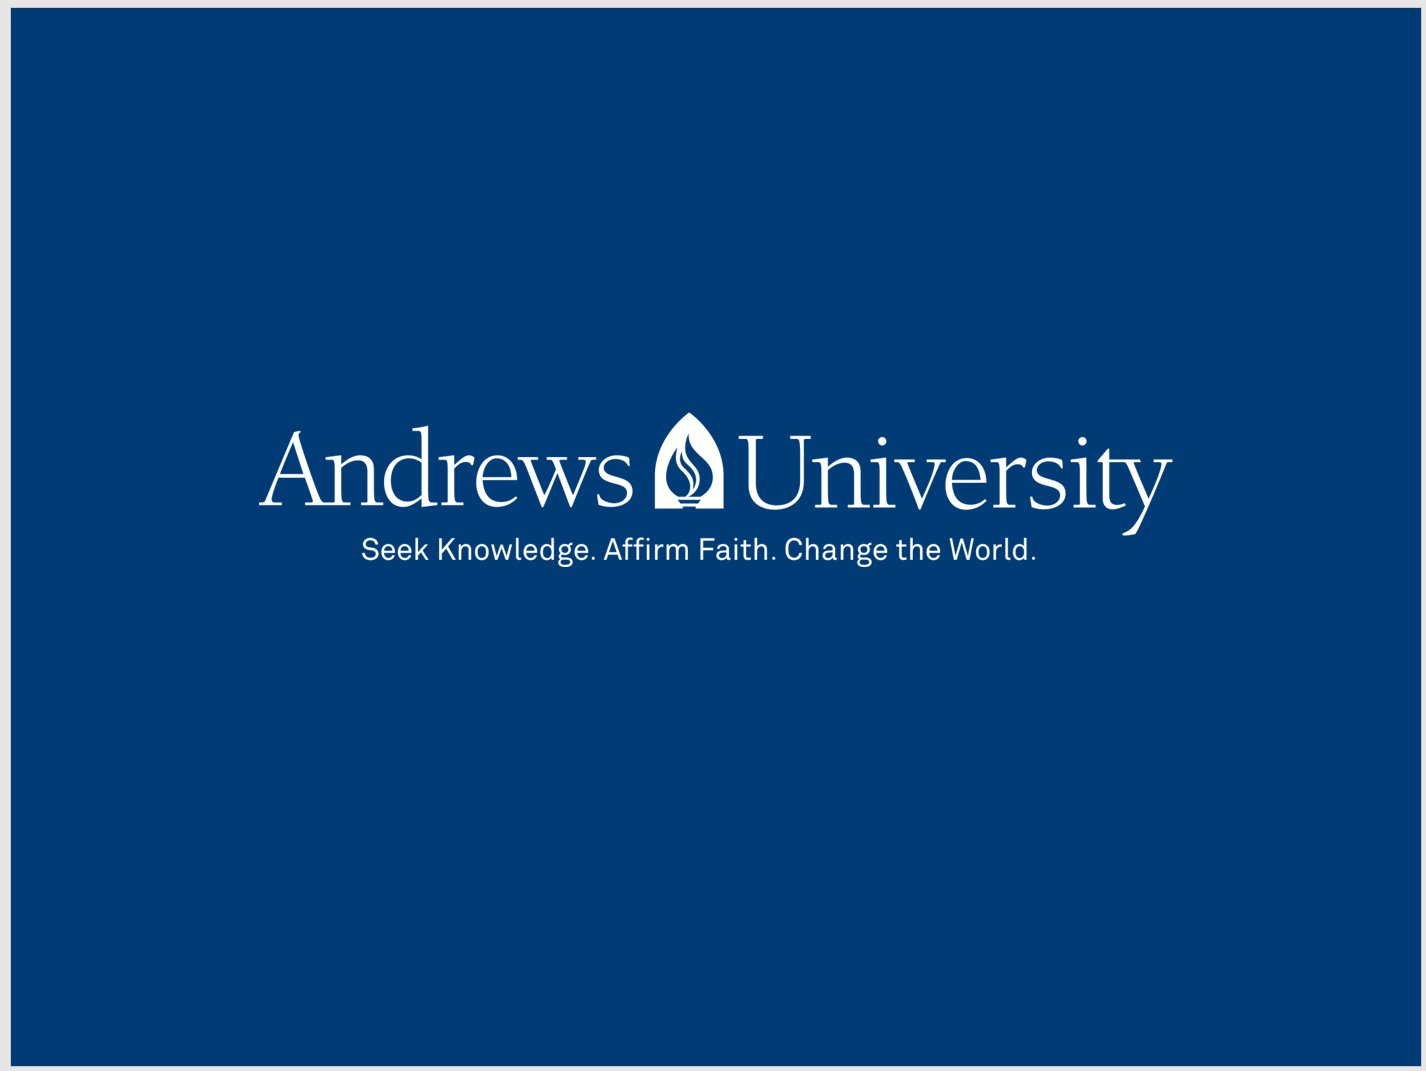 Andrews University
Seek Knowledge. Affirm Faith. Change the World.